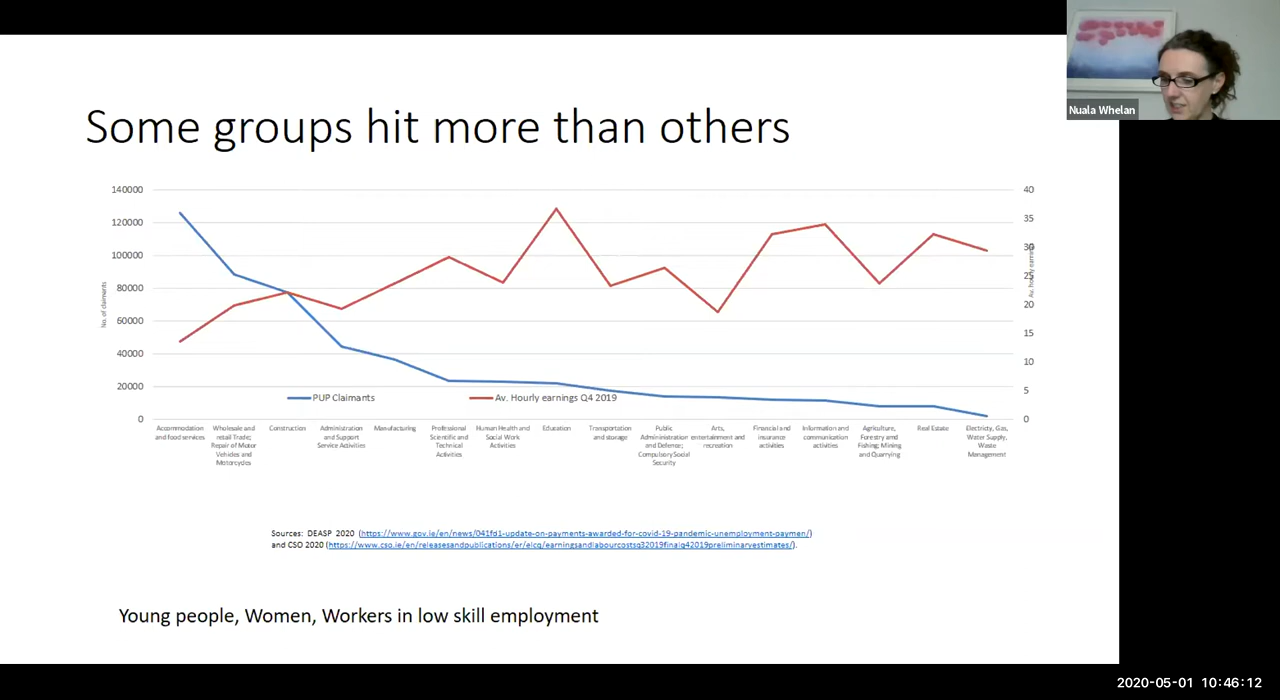 Nuala Whelan
Some groups hit more than others
140000
120000
100000
80000
60000
40000
20000
0
No. of claimants
40
35
30
25
20
15
10
5
0
Av. hourly earning
PUP Claimants
Av. Hourly earnings Q4 2019
Accommodation
and food services
Wholesale and
retail Trade;
Repair of Motor
Vehicles and
Motorcycles
Construction
Administration
and Support
Service Activities
Manufacturing
Professional
Scientific and
Technical
Activities
Human Health and
Social Work
Activities
Education
Transportation
and storage
Public
Administration
and Defense;
Compulsory Social
Security
Arts,
entertainment and
recreation
Financial and
insurance
activities
Information and
communication
activities
Agriculture,
Forestry and
Fishing; Mining
and Quarrying
Real Estate
Electricty, Gas,
Water Supply,
Waste
Management
Sources: DEASP 2020 (https://www.gov.ie/en/news/041fd1-update-on-payments-awarded-for-covid-19-pandemic-unemployment-paymen/)
and CSO 2020 (https://www.cso.ie/en/releasesandpublications/er/elcq/earningsandlabourcostsq32019finalq42019preliminaryestimates/).
Young people, Women, Workers in low skill employment
2020-05-01 10:46:12